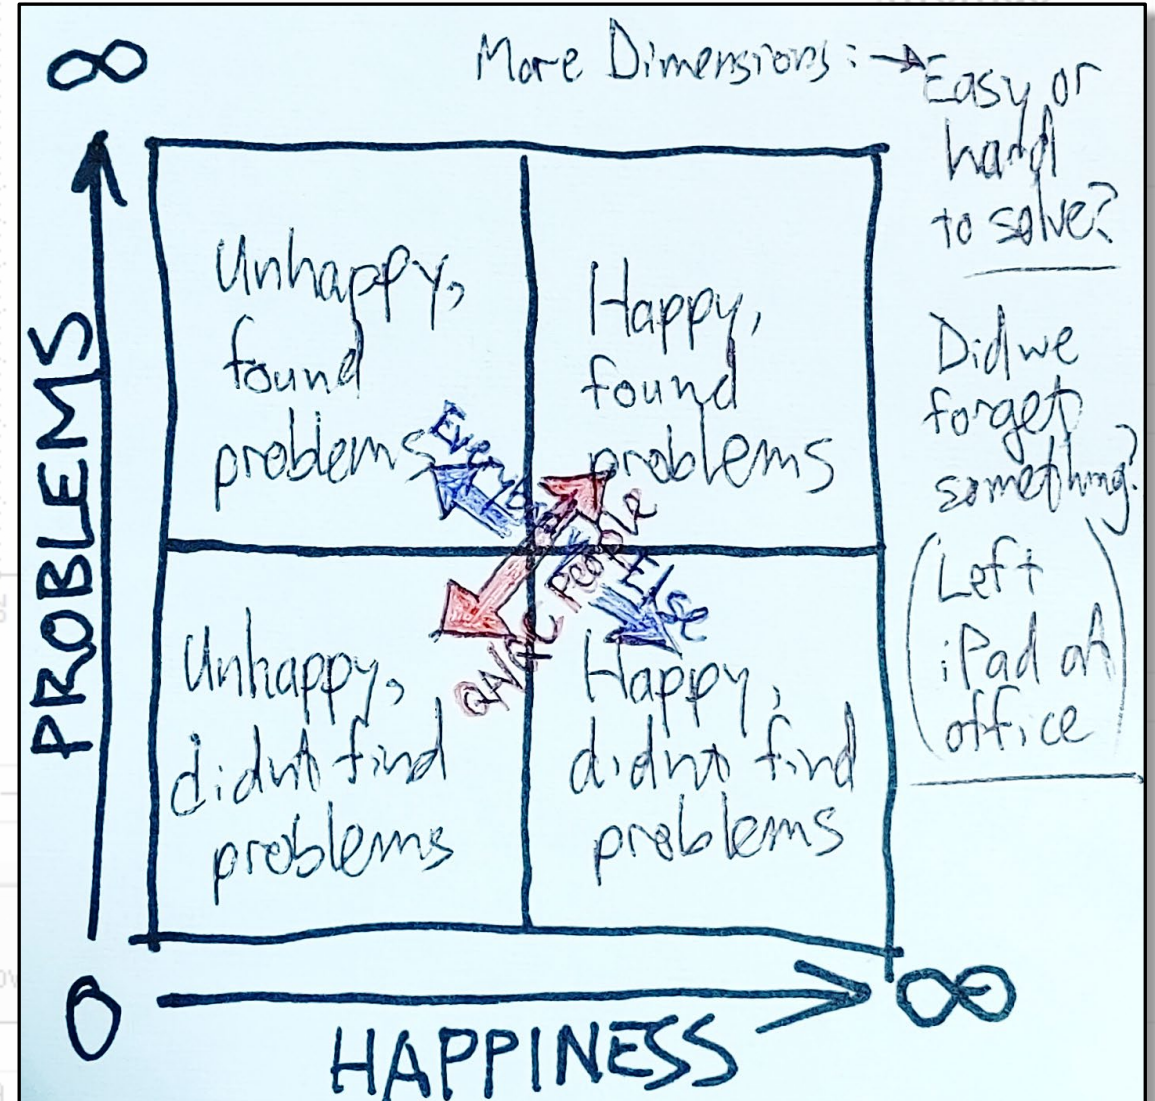 ∞
More Dimensions: → Easy or
hard
to solve?
Did we
forget
something?
(Left
iPad at
office)
PROBLEMS
Unhappy,
found
problems
Happy,
found
problems
Everyone
Else
QA/QC People
Unhappy,
didn't find
problems
Happy,
didn't find
problems
0
∞
HAPPINESS